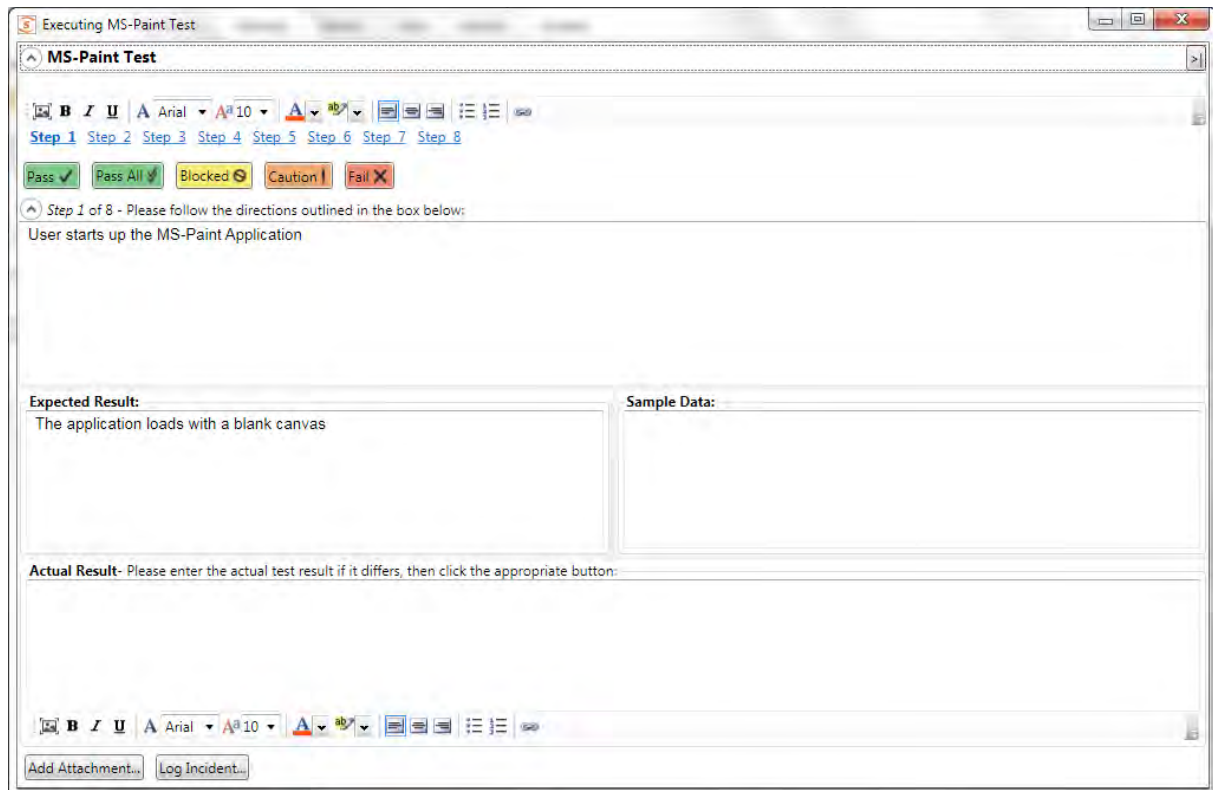 Executing MS-Paint Test
MS-Paint Test
B I U A Arial Aa 10 A ab
Step 1 Step 2 Step 3 Step 4 Step 5 Step 6 Step 7 Step 8
Pass Pass All Blocked Caution Fail
Step 1 of 8 - Please follow the directions outlined in the box below:
User starts up the MS-Paint Application
Expected Result: Sample Data:
The application loads with a blank canvas
Actual Result- Please enter the actual test result if it differs, then click the appropriate button:
B I U A Arial Aa 10 A ab
Add Attachment... Log Incident...